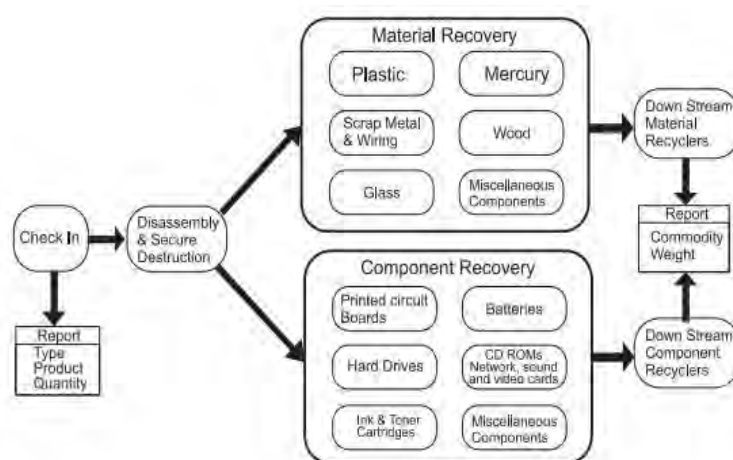 Material Recovery
Plastic
Mercury
Scrap Metal
& Wiring
Wood
Glass
Miscellaneous
Components
Down Stream
Material
Recyclers
Report
Commodity
Weight
Check In
Disassembly
& Secure
Destruction
Report
Type
Product
Quantity
Component Recovery
Printed circuit
Boards
Batteries
Hard Drives
CD ROMs
Network, sound
and video cards
Ink & Toner
Cartridges
Miscellaneous
Components
Down Stream
Component
Recyclers